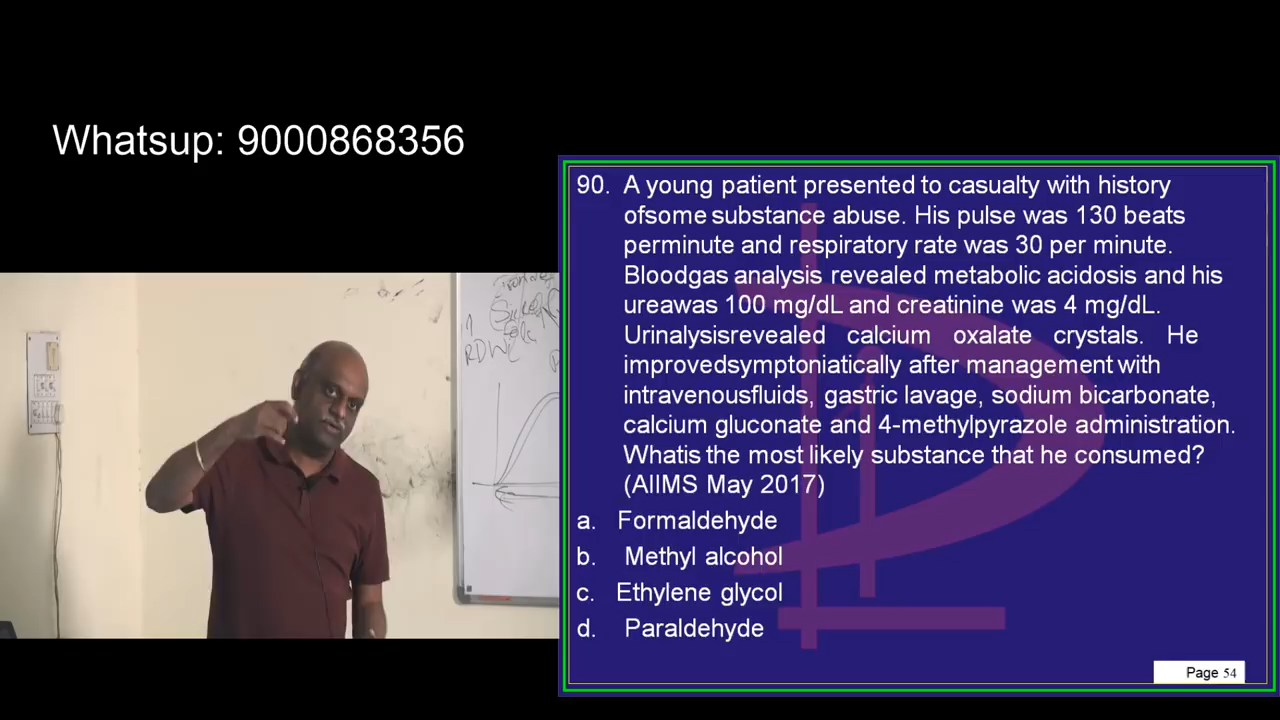 Whatsup: 9000868356
90. A young patient presented to casualty with history
ofsome substance abuse. His pulse was 130 beats
perminute and respiratory rate was 30 per minute.
Bloodgas analysis revealed metabolic acidosis and his
ureawas 100 mg/dL and creatinine was 4 mg/dL.
Urinalysisrevealed calcium oxalate crystals. He
improvedsymptoniatically after management with
intravenousfluids, gastric lavage, sodium bicarbonate,
calcium gluconate and 4-methylpyrazole administration.
Whatis the most likely substance that he consumed?
(AIIMS May 2017)
a. Formaldehyde
b. Methyl alcohol
c. Ethylene glycol
d. Paraldehyde
Page 54
RDW